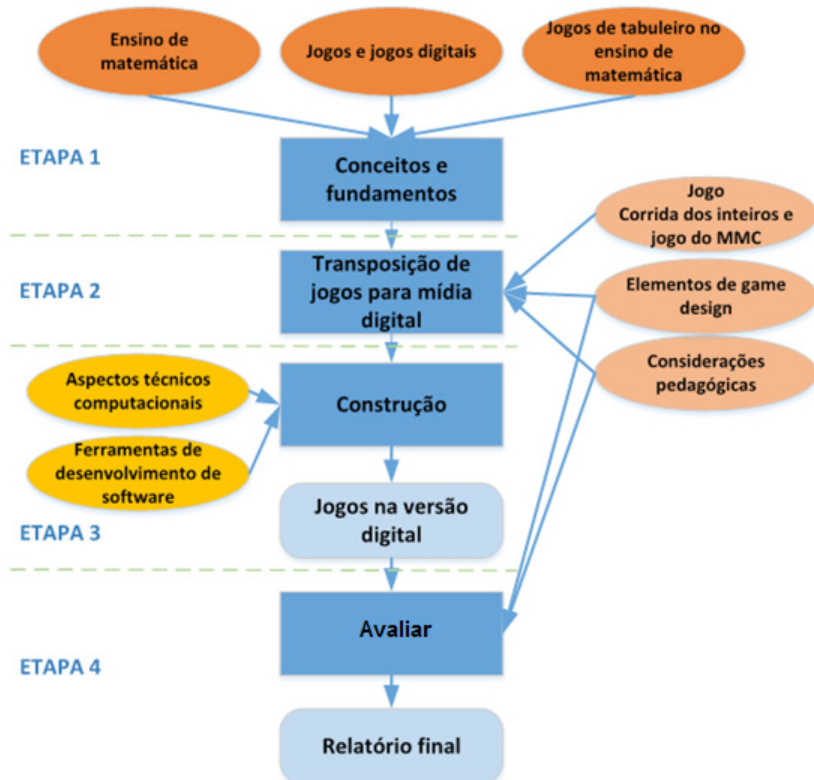 Ensino de
matemática
Jogos e jogos digitais
Jogos de tabuleiro no
ensino de
matemática
ETAPA 1
Conceitos e
fundamentos
Jogo
Corrida dos inteiros e
jogo do MMC
ETAPA 2
Transposição de
jogos para mídia
digital
Elementos de game
design
Considerações
pedagógicas
Aspectos técnicos
computacionais
Construção
Ferramentas de
desenvolvimento de
software
Jogos na versão
digital
ETAPA 3
Avaliar
ETAPA 4
Relatório final